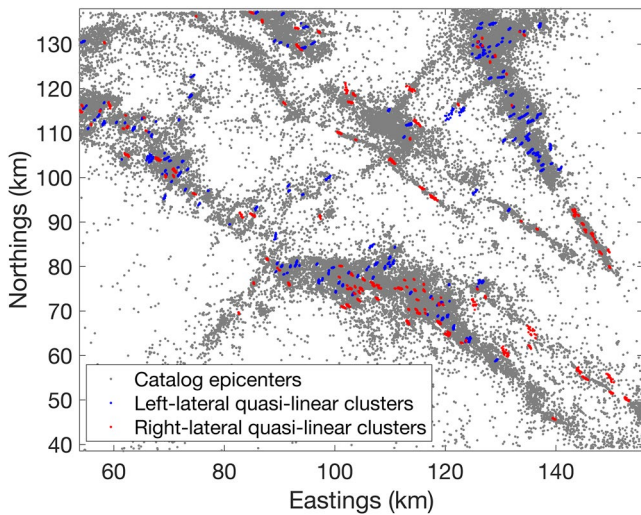 130
120
110
100
90
80
70
60
50
40
Northings (km)
Catalog epicenters
Left-lateral quasi-linear clusters
Right-lateral quasi-linear clusters
60 80 100 120 140
Eastings (km)